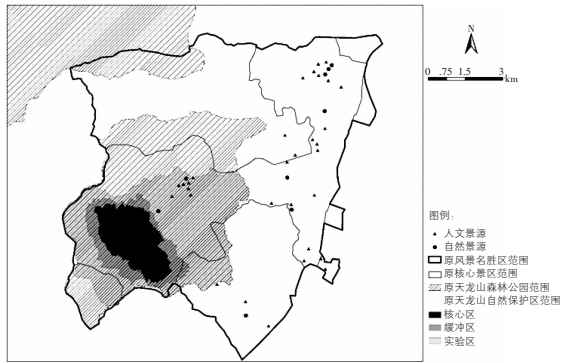 N
0 .75 1.5 3
km
图例:
人文景源
自然景源
原风景名胜区范围
原核心景区范围
原天龙山森林公园范围
原天龙山自然保护区范围
核心区
缓冲区
实验区